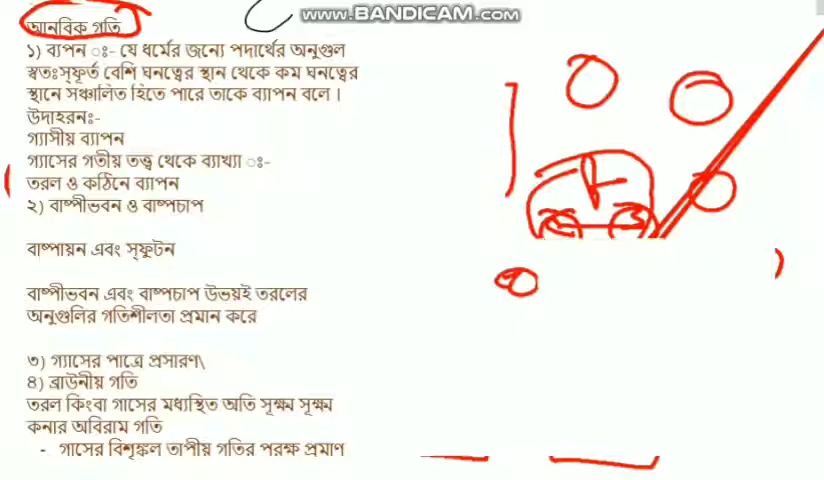 www.BANDICAM.com
আনবিক গতি
১) ব্যপন ঃ- যে ধর্মের জন্যে পদার্থের অনুগুল
স্বতঃস্ফূর্ত বেশি ঘনত্বের স্থান থেকে কম ঘনত্বের
স্থানে সঞ্চালিত হিতে পারে তাকে ব্যাপন বলে ।
উদাহরনঃ-
গ্যাসীয় ব্যাপন
গ্যাসের গতীয় তত্ত্ব থেকে ব্যাখ্যা ঃ-
তরল ও কঠিনে ব্যাপন
২) বাষ্পীভবন ও বাষ্পচাপ
বাষ্পায়ন এবং স্ফুটন
বাষ্পীভবন এবং বাষ্পচাপ উভয়ই তরলের
অনুগুলির গতিশীলতা প্রমান করে
৩) গ্যাসের পাত্রে প্রসারণ\
৪) ব্রাউনীয় গতি
তরল কিংবা গাসের মধ্যস্থিত অতি সূক্ষ্ম সূক্ষ্ম
কনার অবিরাম গতি
- গাসের বিশৃঙ্কল তাপীয় গতির পরক্ষ প্রমাণ